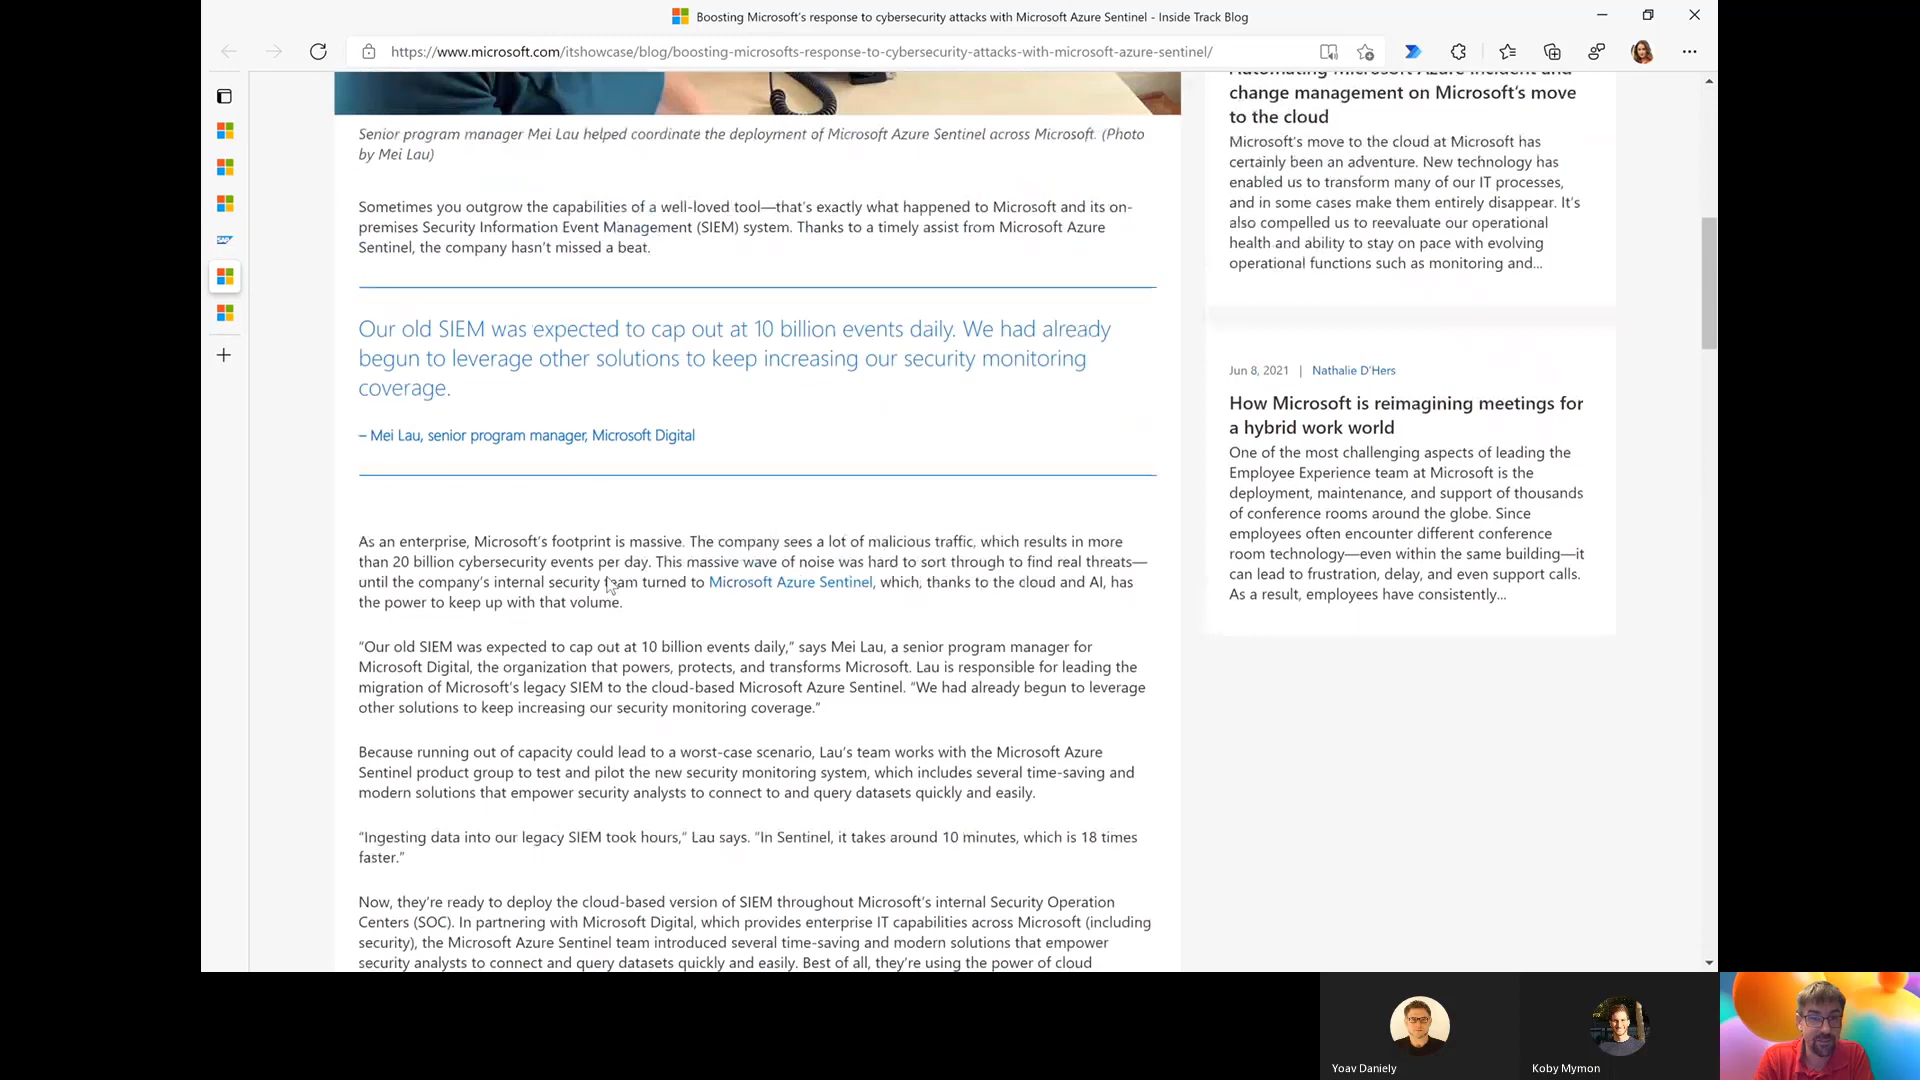 Boosting Microsoft's response to cybersecurity attacks with Microsoft Azure Sentinel - Inside Track Blog
https://www.microsoft.com/itshowcase/blog/boosting-microsofts-response-to-cybersecurity-attacks-with-microsoft-azure-sentinel/
SAP
Senior program manager Mei Lau helped coordinate the deployment of Microsoft Azure Sentinel across Microsoft. (Photo
by Mei Lau)
Sometimes you outgrow the capabilities of a well-loved tool—that's exactly what happened to Microsoft and its on-
premises Security Information Event Management (SIEM) system. Thanks to a timely assist from Microsoft Azure
Sentinel, the company hasn't missed a beat.
Our old SIEM was expected to cap out at 10 billion events daily. We had already
begun to leverage other solutions to keep increasing our security monitoring
coverage.
– Mei Lau, senior program manager, Microsoft Digital
As an enterprise, Microsoft's footprint is massive. The company sees a lot of malicious traffic, which results in more
than 20 billion cybersecurity events per day. This massive wave of noise was hard to sort through to find real threats—
until the company's internal security team turned to Microsoft Azure Sentinel, which, thanks to the cloud and AI, has
the power to keep up with that volume.
"Our old SIEM was expected to cap out at 10 billion events daily," says Mei Lau, a senior program manager for
Microsoft Digital, the organization that powers, protects, and transforms Microsoft. Lau is responsible for leading the
migration of Microsoft's legacy SIEM to the cloud-based Microsoft Azure Sentinel. "We had already begun to leverage
other solutions to keep increasing our security monitoring coverage."
Because running out of capacity could lead to a worst-case scenario, Lau's team works with the Microsoft Azure
Sentinel product group to test and pilot the new security monitoring system, which includes several time-saving and
modern solutions that empower security analysts to connect to and query datasets quickly and easily.
"Ingesting data into our legacy SIEM took hours," Lau says. "In Sentinel, it takes around 10 minutes, which is 18 times
faster."
Now, they're ready to deploy the cloud-based version of SIEM throughout Microsoft's internal Security Operation
Centers (SOC). In partnering with Microsoft Digital, which provides enterprise IT capabilities across Microsoft (including
security), the Microsoft Azure Sentinel team introduced several time-saving and modern solutions that empower
security analysts to connect and query datasets quickly and easily. Best of all, they're using the power of cloud
Automating Microsoft Azure incident and
change management on Microsoft's move
to the cloud
Microsoft's move to the cloud at Microsoft has
certainly been an adventure. New technology has
enabled us to transform many of our IT processes,
and in some cases make them entirely disappear. It's
also compelled us to reevaluate our operational
health and ability to stay on pace with evolving
operational functions such as monitoring and...
Jun 8, 2021 | Nathalie D'Hers
How Microsoft is reimagining meetings for
a hybrid work world
One of the most challenging aspects of leading the
Employee Experience team at Microsoft is the
deployment, maintenance, and support of thousands
of conference rooms around the globe. Since
employees often encounter different conference
room technology—even within the same building—it
can lead to frustration, delay, and even support calls.
As a result, employees have consistently...
Yoav Daniely
Koby Mymon